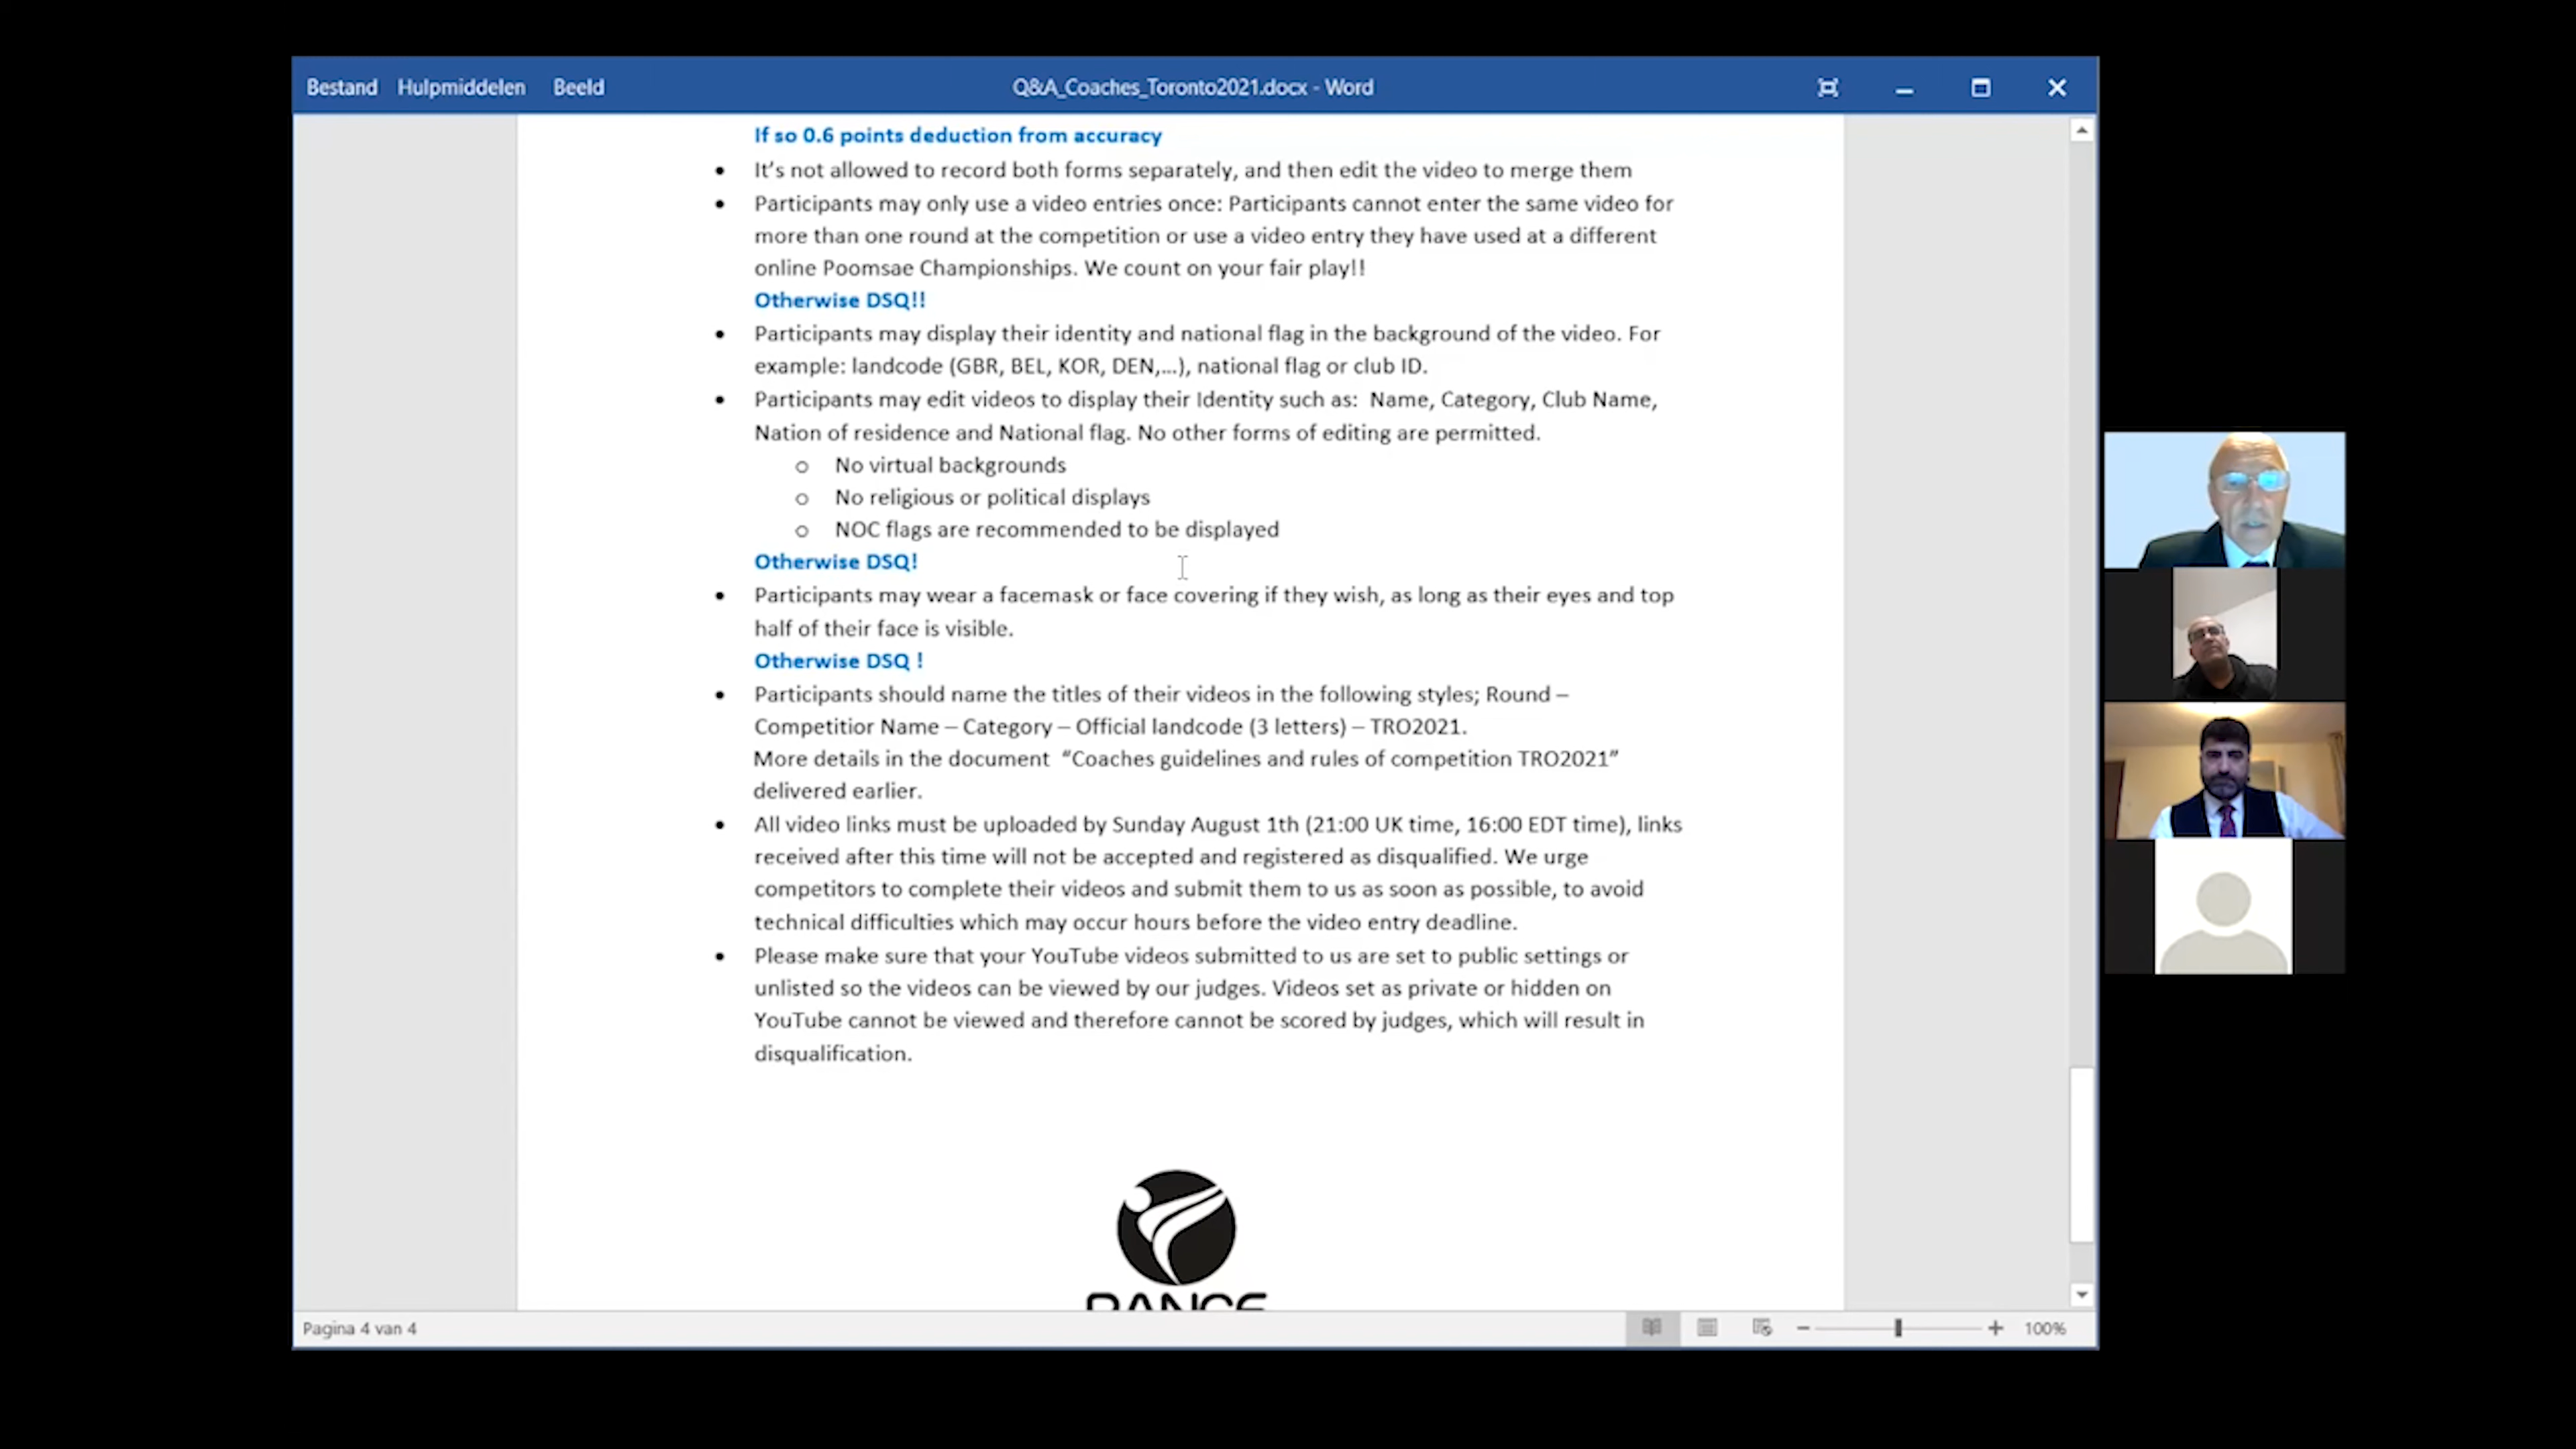 Bestand Hulpmiddelen Beeld Q&A_Coaches_Toronto2021.docx - Word
If so 0.6 points deduction from accuracy
• It's not allowed to record both forms separately, and then edit the video to merge them
• Participants may only use a video entries once: Participants cannot enter the same video for
more than one round at the competition or use a video entry they have used at a different
online Poomsae Championships. We count on your fair play!!
Otherwise DSQ!!
• Participants may display their identity and national flag in the background of the video. For
example: landcode (GBR, BEL, KOR, DEN,...), national flag or club ID.
• Participants may edit videos to display their Identity such as: Name, Category, Club Name,
Nation of residence and National flag. No other forms of editing are permitted.
o No virtual backgrounds
o No religious or political displays
o NOC flags are recommended to be displayed
Otherwise DSQ!
• Participants may wear a facemask or face covering if they wish, as long as their eyes and top
half of their face is visible.
Otherwise DSQ !
• Participants should name the titles of their videos in the following styles; Round –
Competitior Name – Category – Official landcode (3 letters) – TRO2021.
More details in the document “Coaches guidelines and rules of competition TRO2021”
delivered earlier.
• All video links must be uploaded by Sunday August 1th (21:00 UK time, 16:00 EDT time), links
received after this time will not be accepted and registered as disqualified. We urge
competitors to complete their videos and submit them to us as soon as possible, to avoid
technical difficulties which may occur hours before the video entry deadline.
• Please make sure that your YouTube videos submitted to us are set to public settings or
unlisted so the videos can be viewed by our judges. Videos set as private or hidden on
YouTube cannot be viewed and therefore cannot be scored by judges, which will result in
disqualification.
Pagina 4 van 4 100%